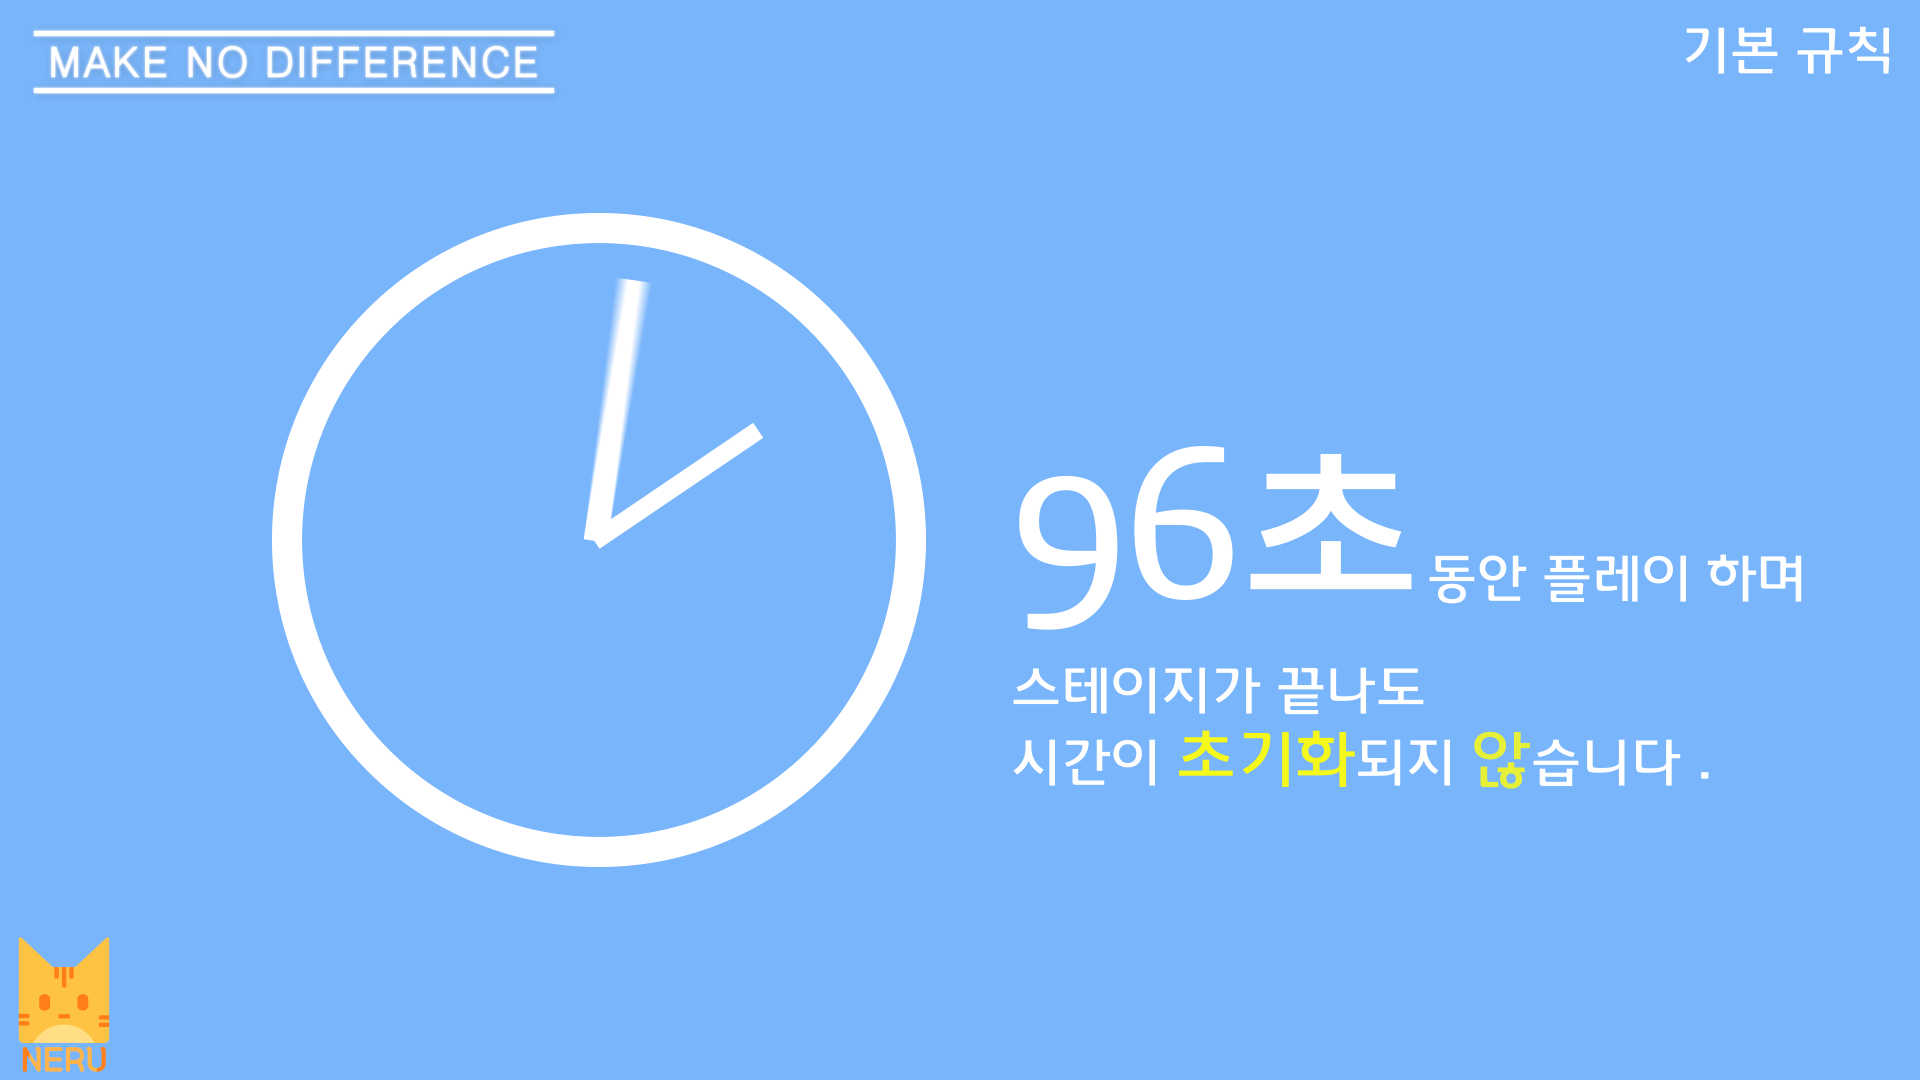 MAKE NO DIFFERENCE
기본 규칙
96초 동안 플레이 하며
스테이지가 끝나도
시간이 초기화되지 않습니다 .
NERU